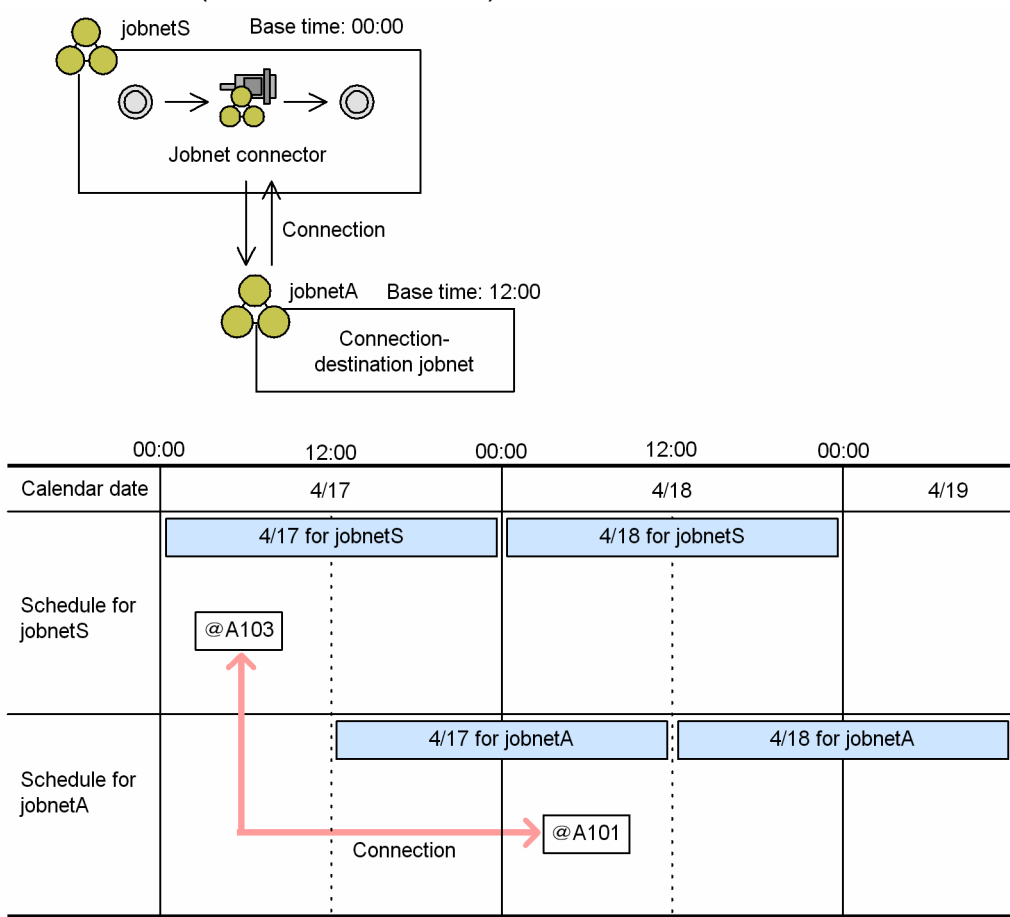 jobnetS Base time: 00:00
Jobnet connector
Connection
jobnetA Base time: 12:00
Connection-
destination jobnet
00:00 12:00 00:00 12:00 00:00
Calendar date 4/17 4/18 4/19
4/17 for jobnetS 4/18 for jobnetS
Schedule for
jobnetS
@A103
4/17 for jobnetA 4/18 for jobnetA
Schedule for
jobnetA
@A101
Connection